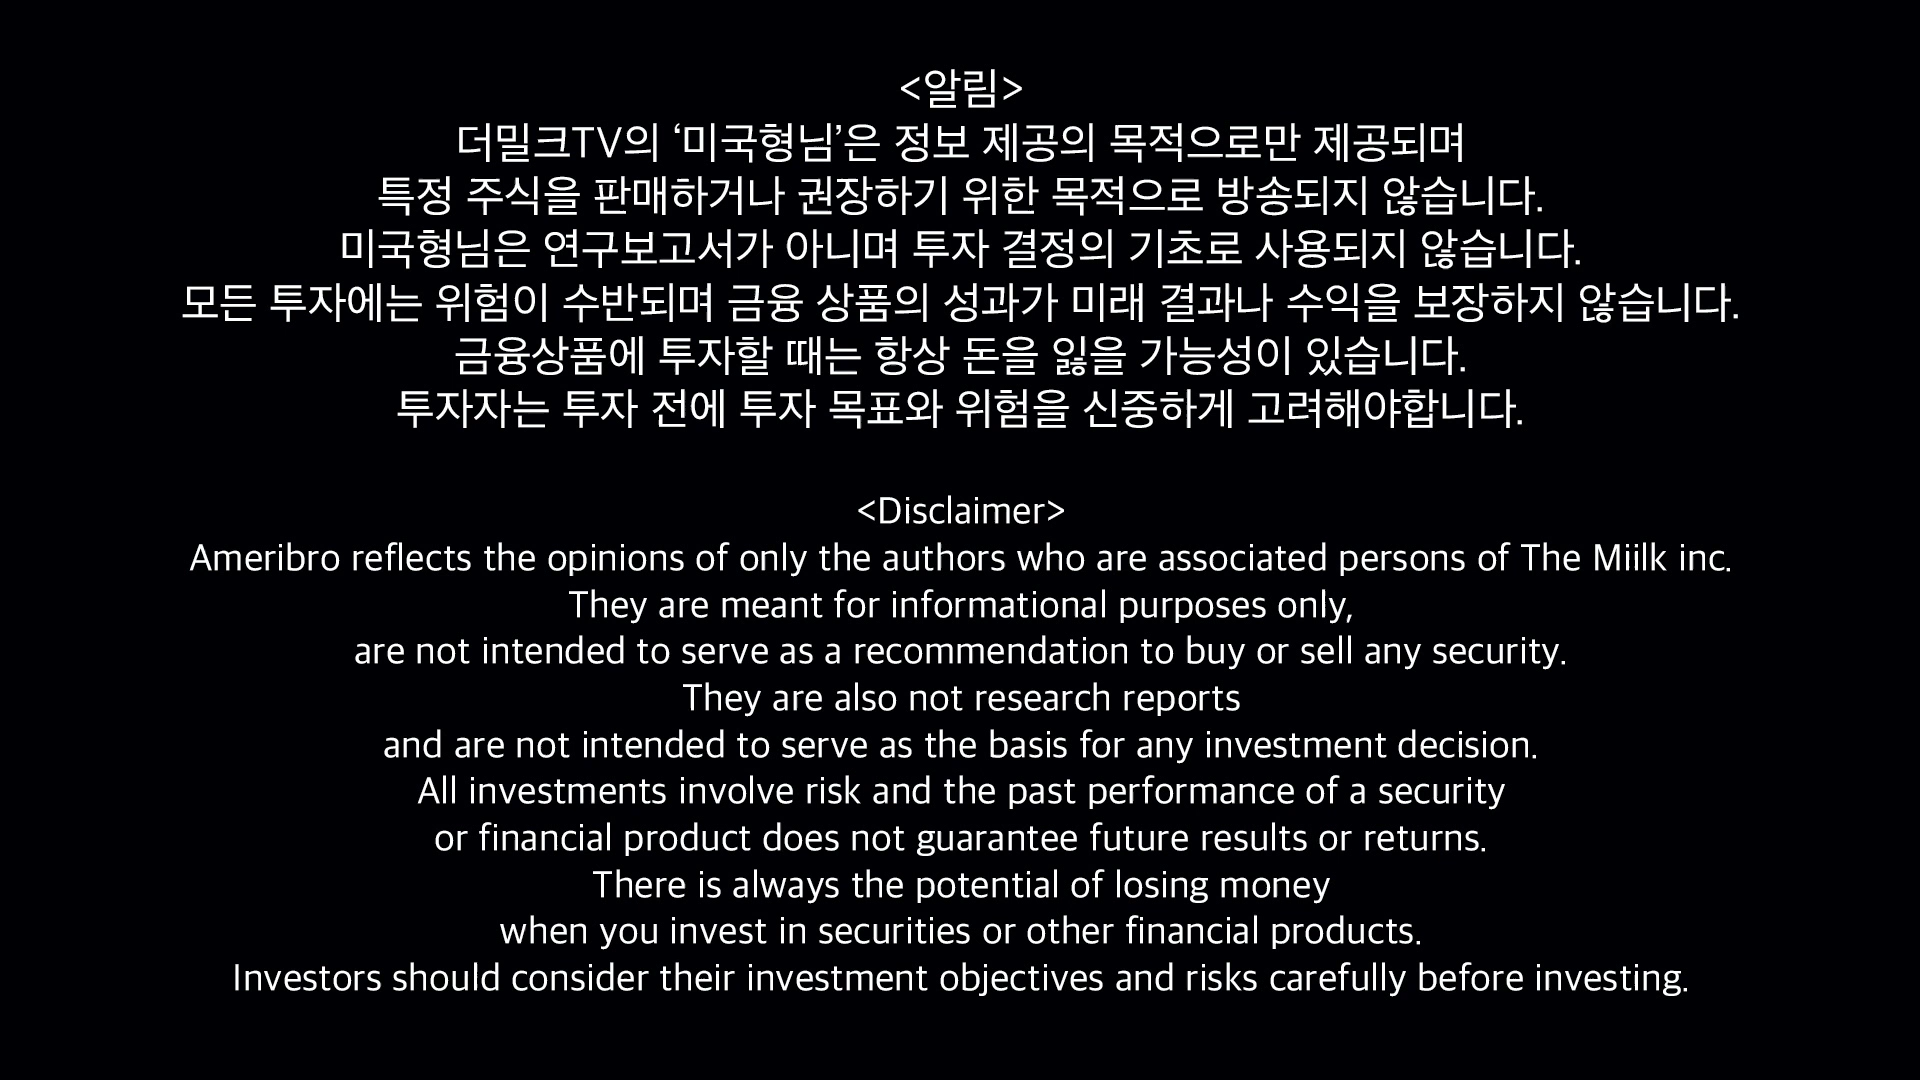 <알림>
더밀크TV의 ‘미국형님’은 정보 제공의 목적으로만 제공되며
특정 주식을 판매하거나 권장하기 위한 목적으로 방송되지 않습니다.
미국형님은 연구보고서가 아니며 투자 결정의 기초로 사용되지 않습니다.
모든 투자에는 위험이 수반되며 금융 상품의 성과가 미래 결과나 수익을 보장하지 않습니다.
금융상품에 투자할 때는 항상 돈을 잃을 가능성이 있습니다.
투자자는 투자 전에 투자 목표와 위험을 신중하게 고려해야합니다.
<Disclaimer>
Ameribro reflects the opinions of only the authors who are associated persons of The Miilk inc.
They are meant for informational purposes only,
are not intended to serve as a recommendation to buy or sell any security.
They are also not research reports
and are not intended to serve as the basis for any investment decision.
All investments involve risk and the past performance of a security
or financial product does not guarantee future results or returns.
There is always the potential of losing money
when you invest in securities or other financial products.
Investors should consider their investment objectives and risks carefully before investing.